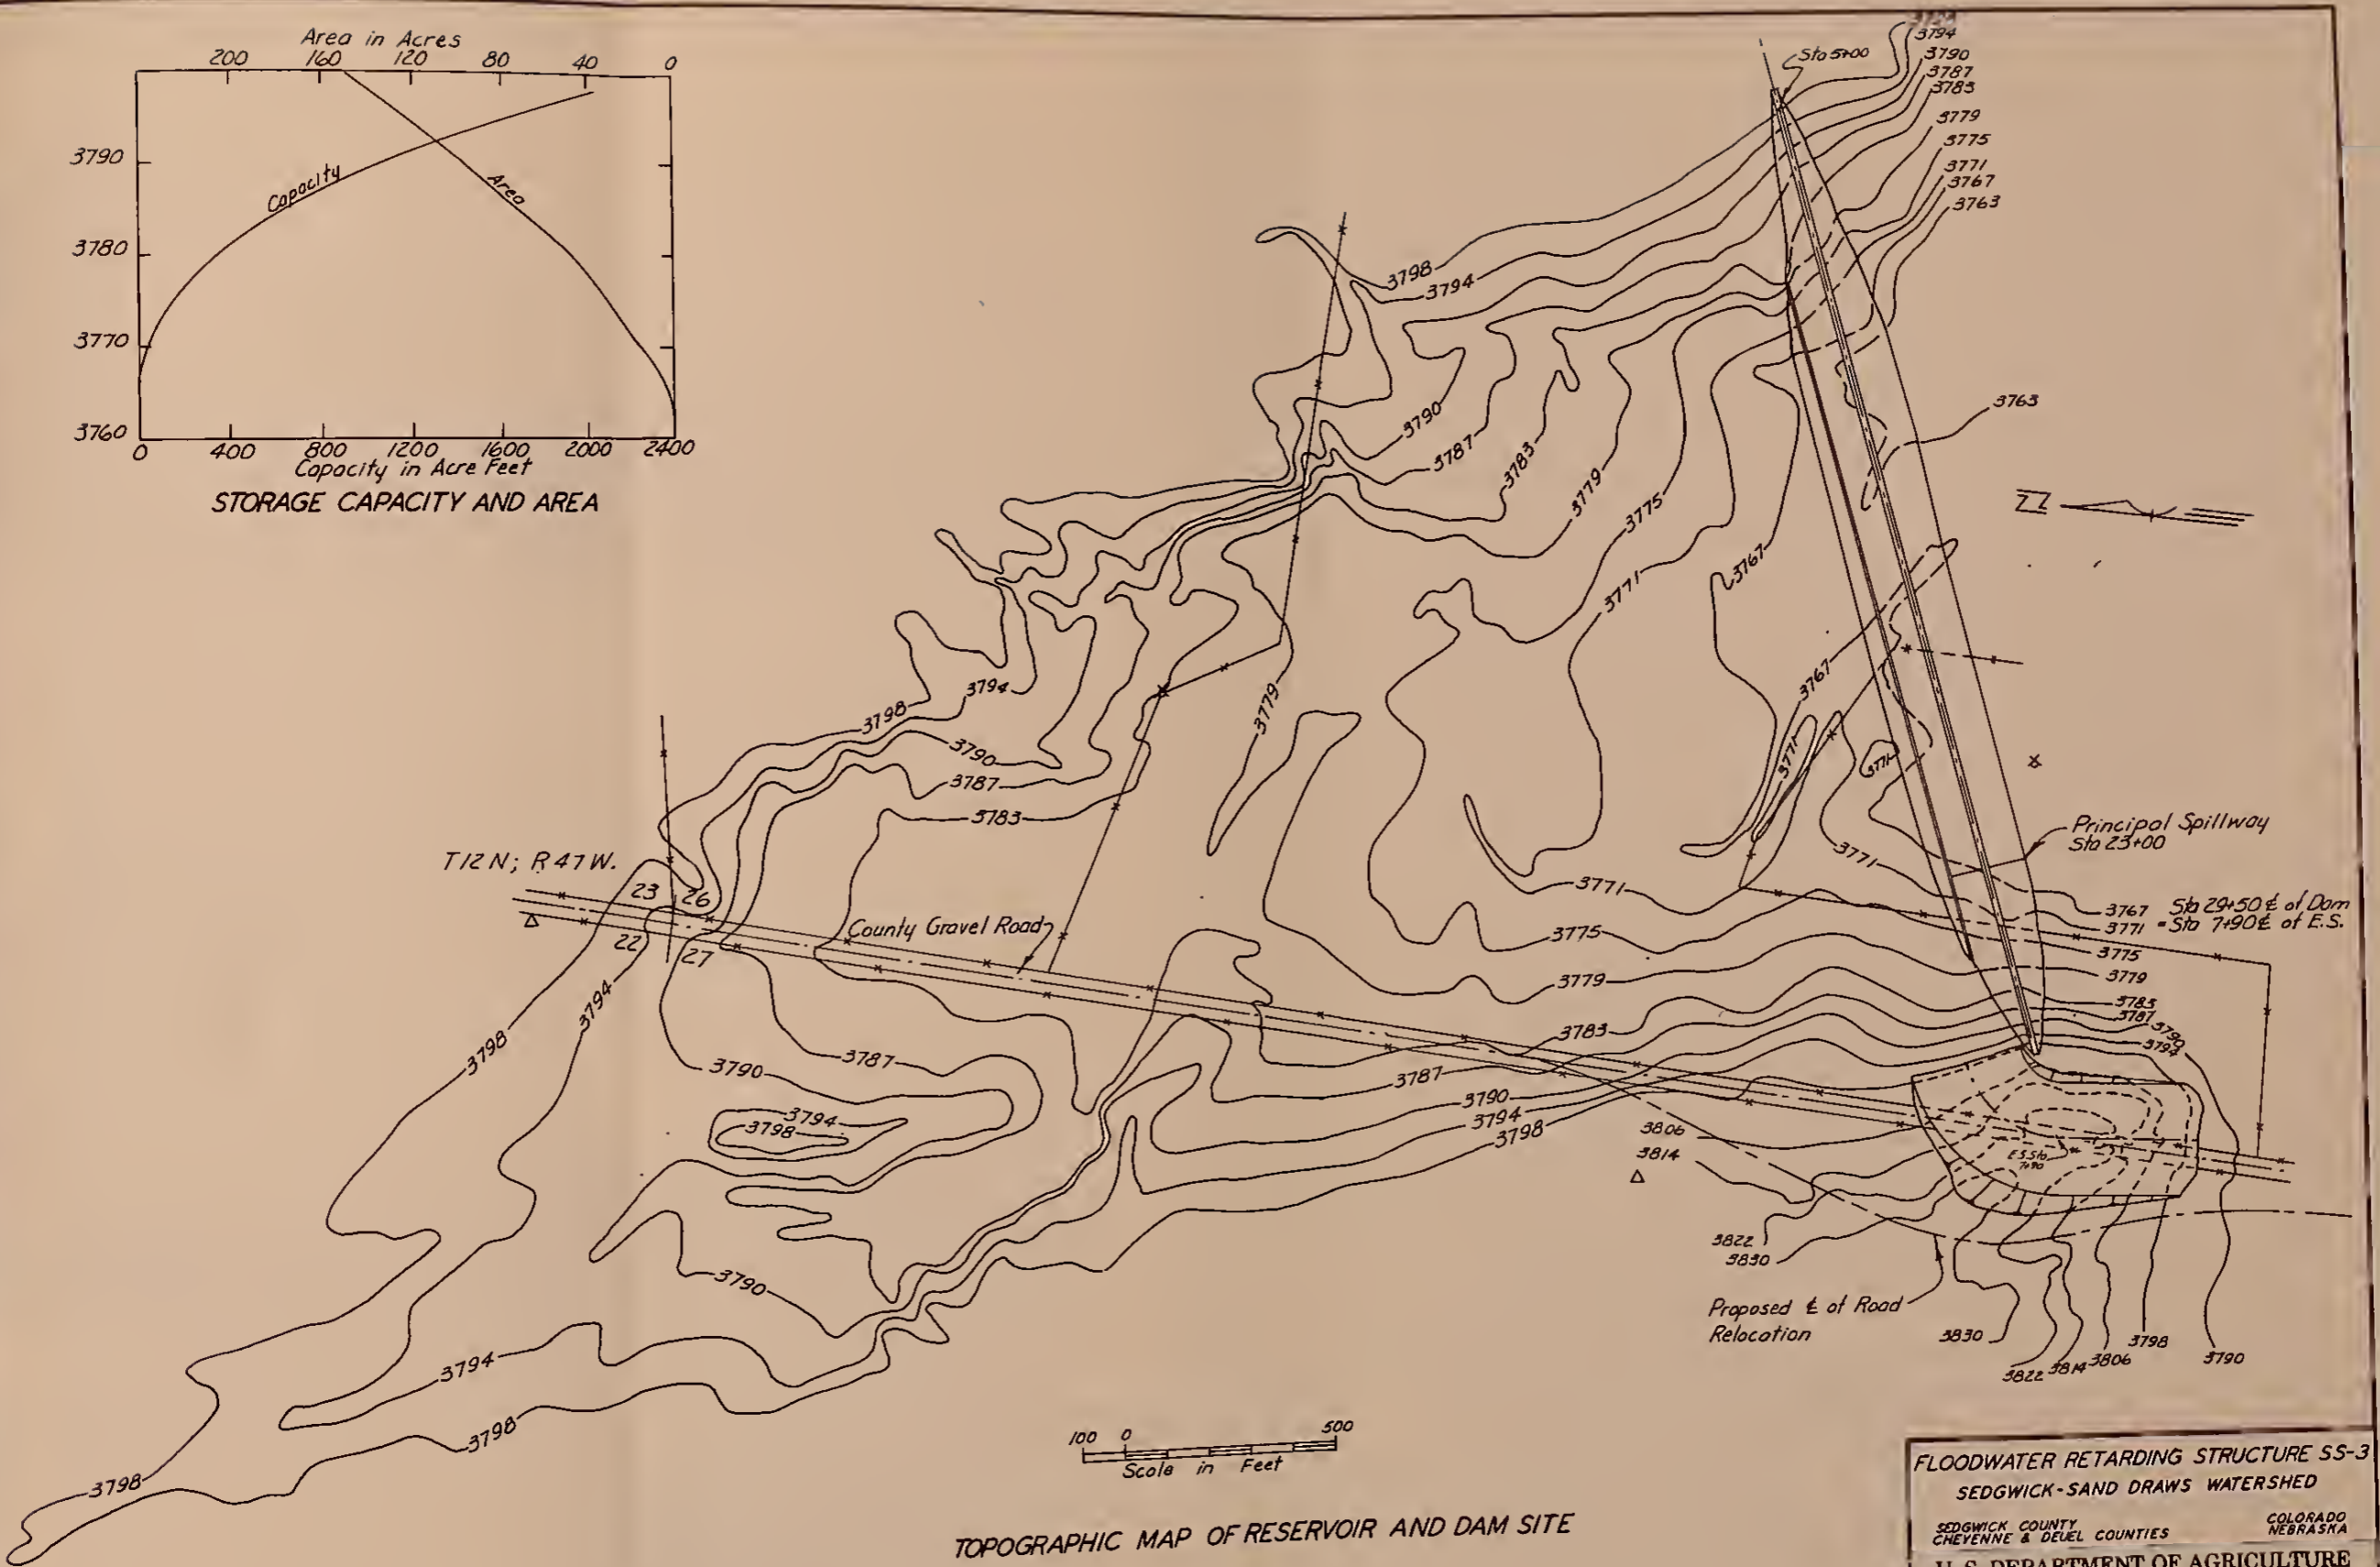 Area in Acres
200 160 120 80 40 0
3790
3780
3770
3760
Capacity
Area
0 400 800 1200 1600 2000 2400
Capacity in Acre Feet
STORAGE CAPACITY AND AREA
Sta 5+00
3794
3790
3787
3783
3779
3775
3771
3767
3763
3798
3794
3790
3787
3783
3779
3775
3771
3767
3763
N
3767
3771
3771
3779
3794
3798
3790
3787
3783
T12N; R47W.
23 26
22 27
County Gravel Road
Principal Spillway
Sta 23+00
3771
3771
3767 Sta 29+50 ℄ of Dam
3771 = Sta 7+90 ℄ of E.S.
3775
3775
3779
3779
3783
3787
3790
3794
3783
3787
3790
3794
3798
3794
3798
3787
3790
3794
3798
3806
3814
E.S. Sta
7+90
3822
3830
3790
Proposed ℄ of Road
Relocation
3830
3822 3814 3806 3798 3790
3794
3798
3798
100 0 500
Scale in Feet
TOPOGRAPHIC MAP OF RESERVOIR AND DAM SITE
FLOODWATER RETARDING STRUCTURE SS-3
SEDGWICK-SAND DRAWS WATERSHED
SEDGWICK COUNTY COLORADO
CHEYENNE & DEUEL COUNTIES NEBRASKA
U. S. DEPARTMENT OF AGRICULTURE